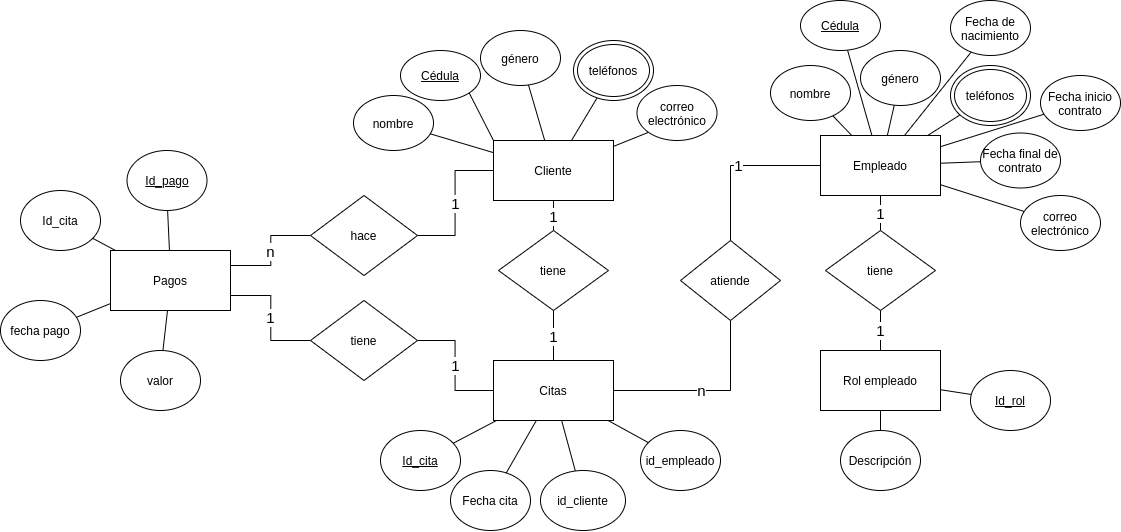 Cédula
Fecha de
nacimiento
género
Cédula
teléfonos
género
nombre
teléfonos
Fecha inicio
contrato
correo
electrónico
nombre
Cliente
Empleado
Fecha final de
contrato
1
Id_pago
1
1
1
correo
electrónico
Id_cita
hace
n
Pagos
tiene
atiende
tiene
1
fecha pago
1
1
tiene
1
valor
Citas
n
Rol empleado
Id_rol
Id_cita
Fecha cita
id_cliente
id_empleado
Descripción